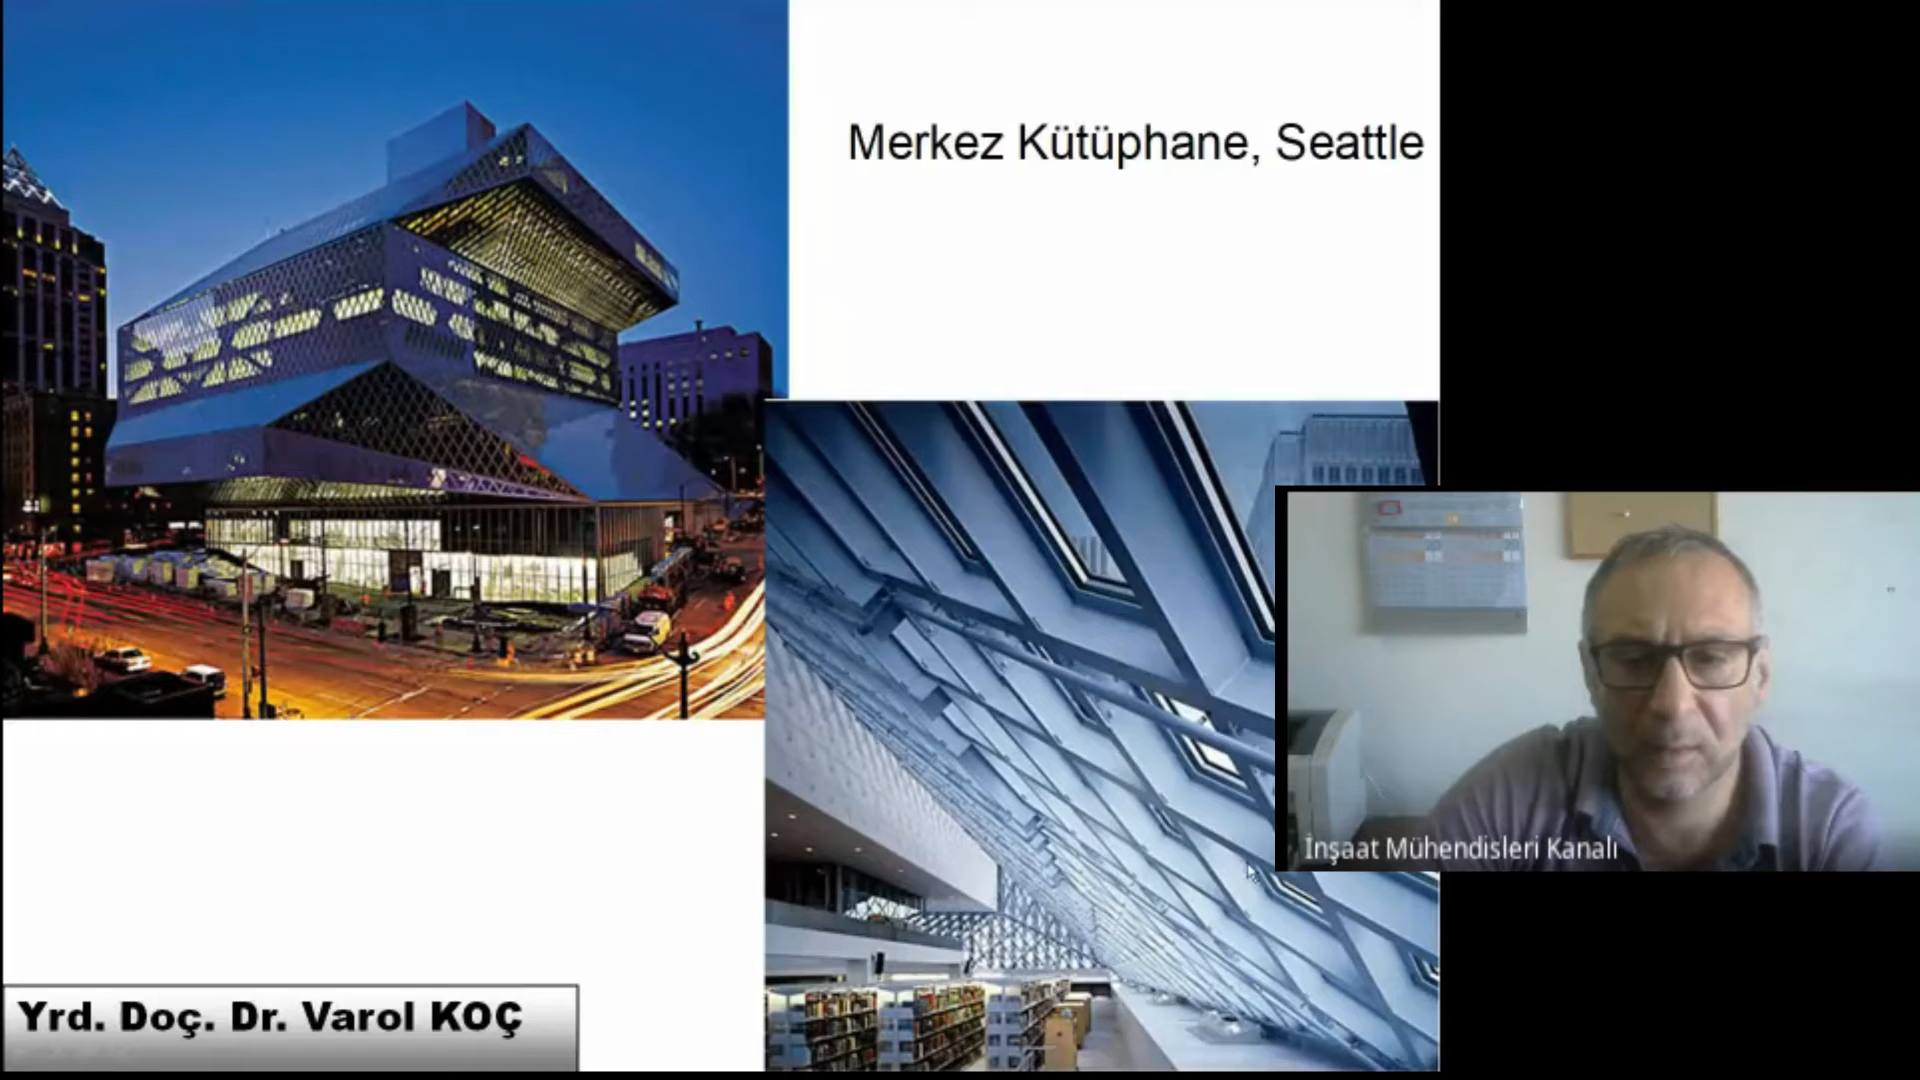 Merkez Kütüphane, Seattle
İnşaat Mühendisleri Kanalı
Yrd. Doç. Dr. Varol KOÇ